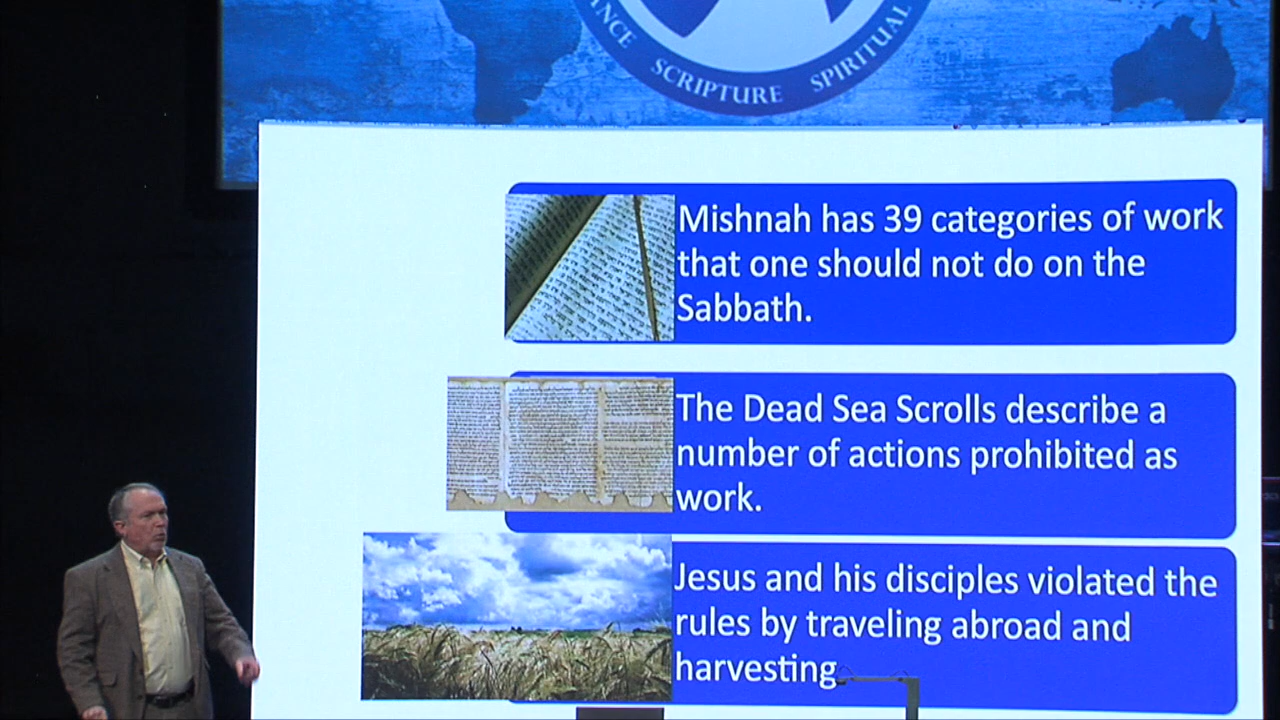 SCRIPTURE SPIRITUAL
Mishnah has 39 categories of work
that one should not do on the
Sabbath.
The Dead Sea Scrolls describe a
number of actions prohibited as
work.
Jesus and his disciples violated the
rules by traveling abroad and
harvesting